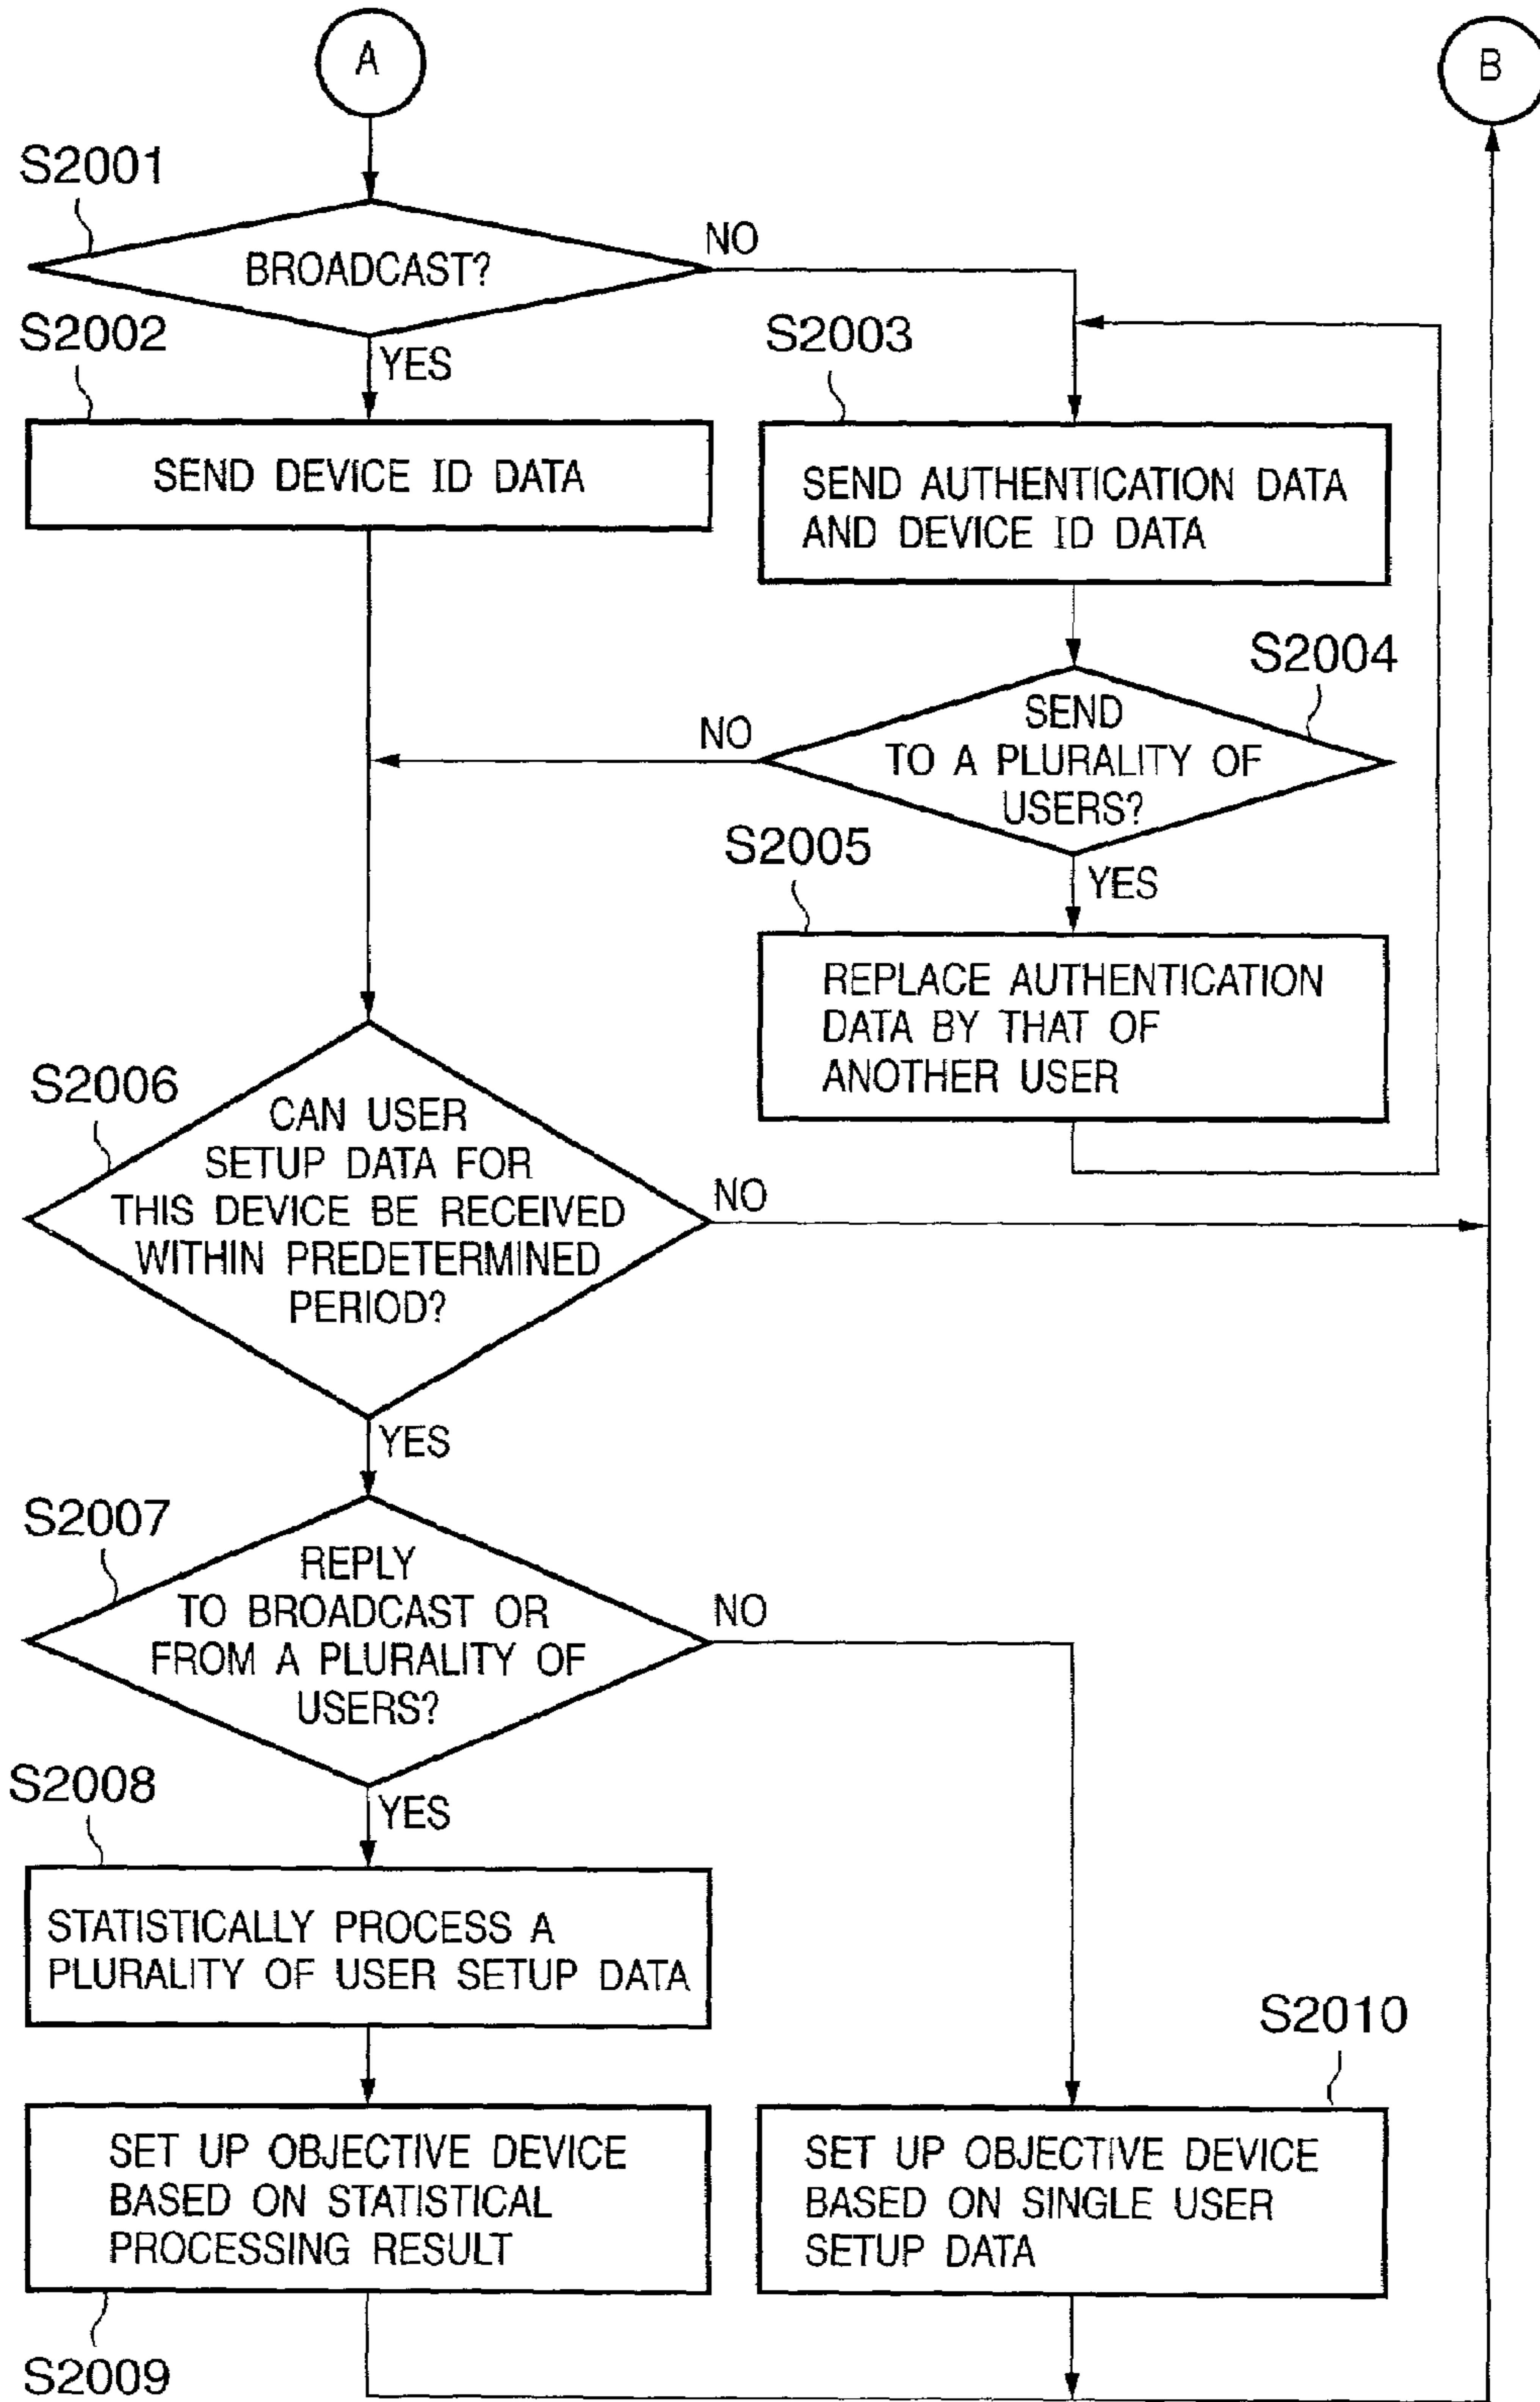 A
B
S2001
BROADCAST?
NO
S2002
YES
S2003
SEND DEVICE ID DATA
SEND AUTHENTICATION DATA
AND DEVICE ID DATA
S2004
SEND
TO A PLURALITY OF
USERS?
NO
YES
S2005
REPLACE AUTHENTICATION
DATA BY THAT OF
ANOTHER USER
S2006
CAN USER
SETUP DATA FOR
THIS DEVICE BE RECEIVED
WITHIN PREDETERMINED
PERIOD?
NO
YES
S2007
REPLY
TO BROADCAST OR
FROM A PLURALITY OF
USERS?
NO
YES
S2008
STATISTICALLY PROCESS A
PLURALITY OF USER SETUP DATA
S2010
SET UP OBJECTIVE DEVICE
BASED ON STATISTICAL
PROCESSING RESULT
SET UP OBJECTIVE DEVICE
BASED ON SINGLE USER
SETUP DATA
S2009